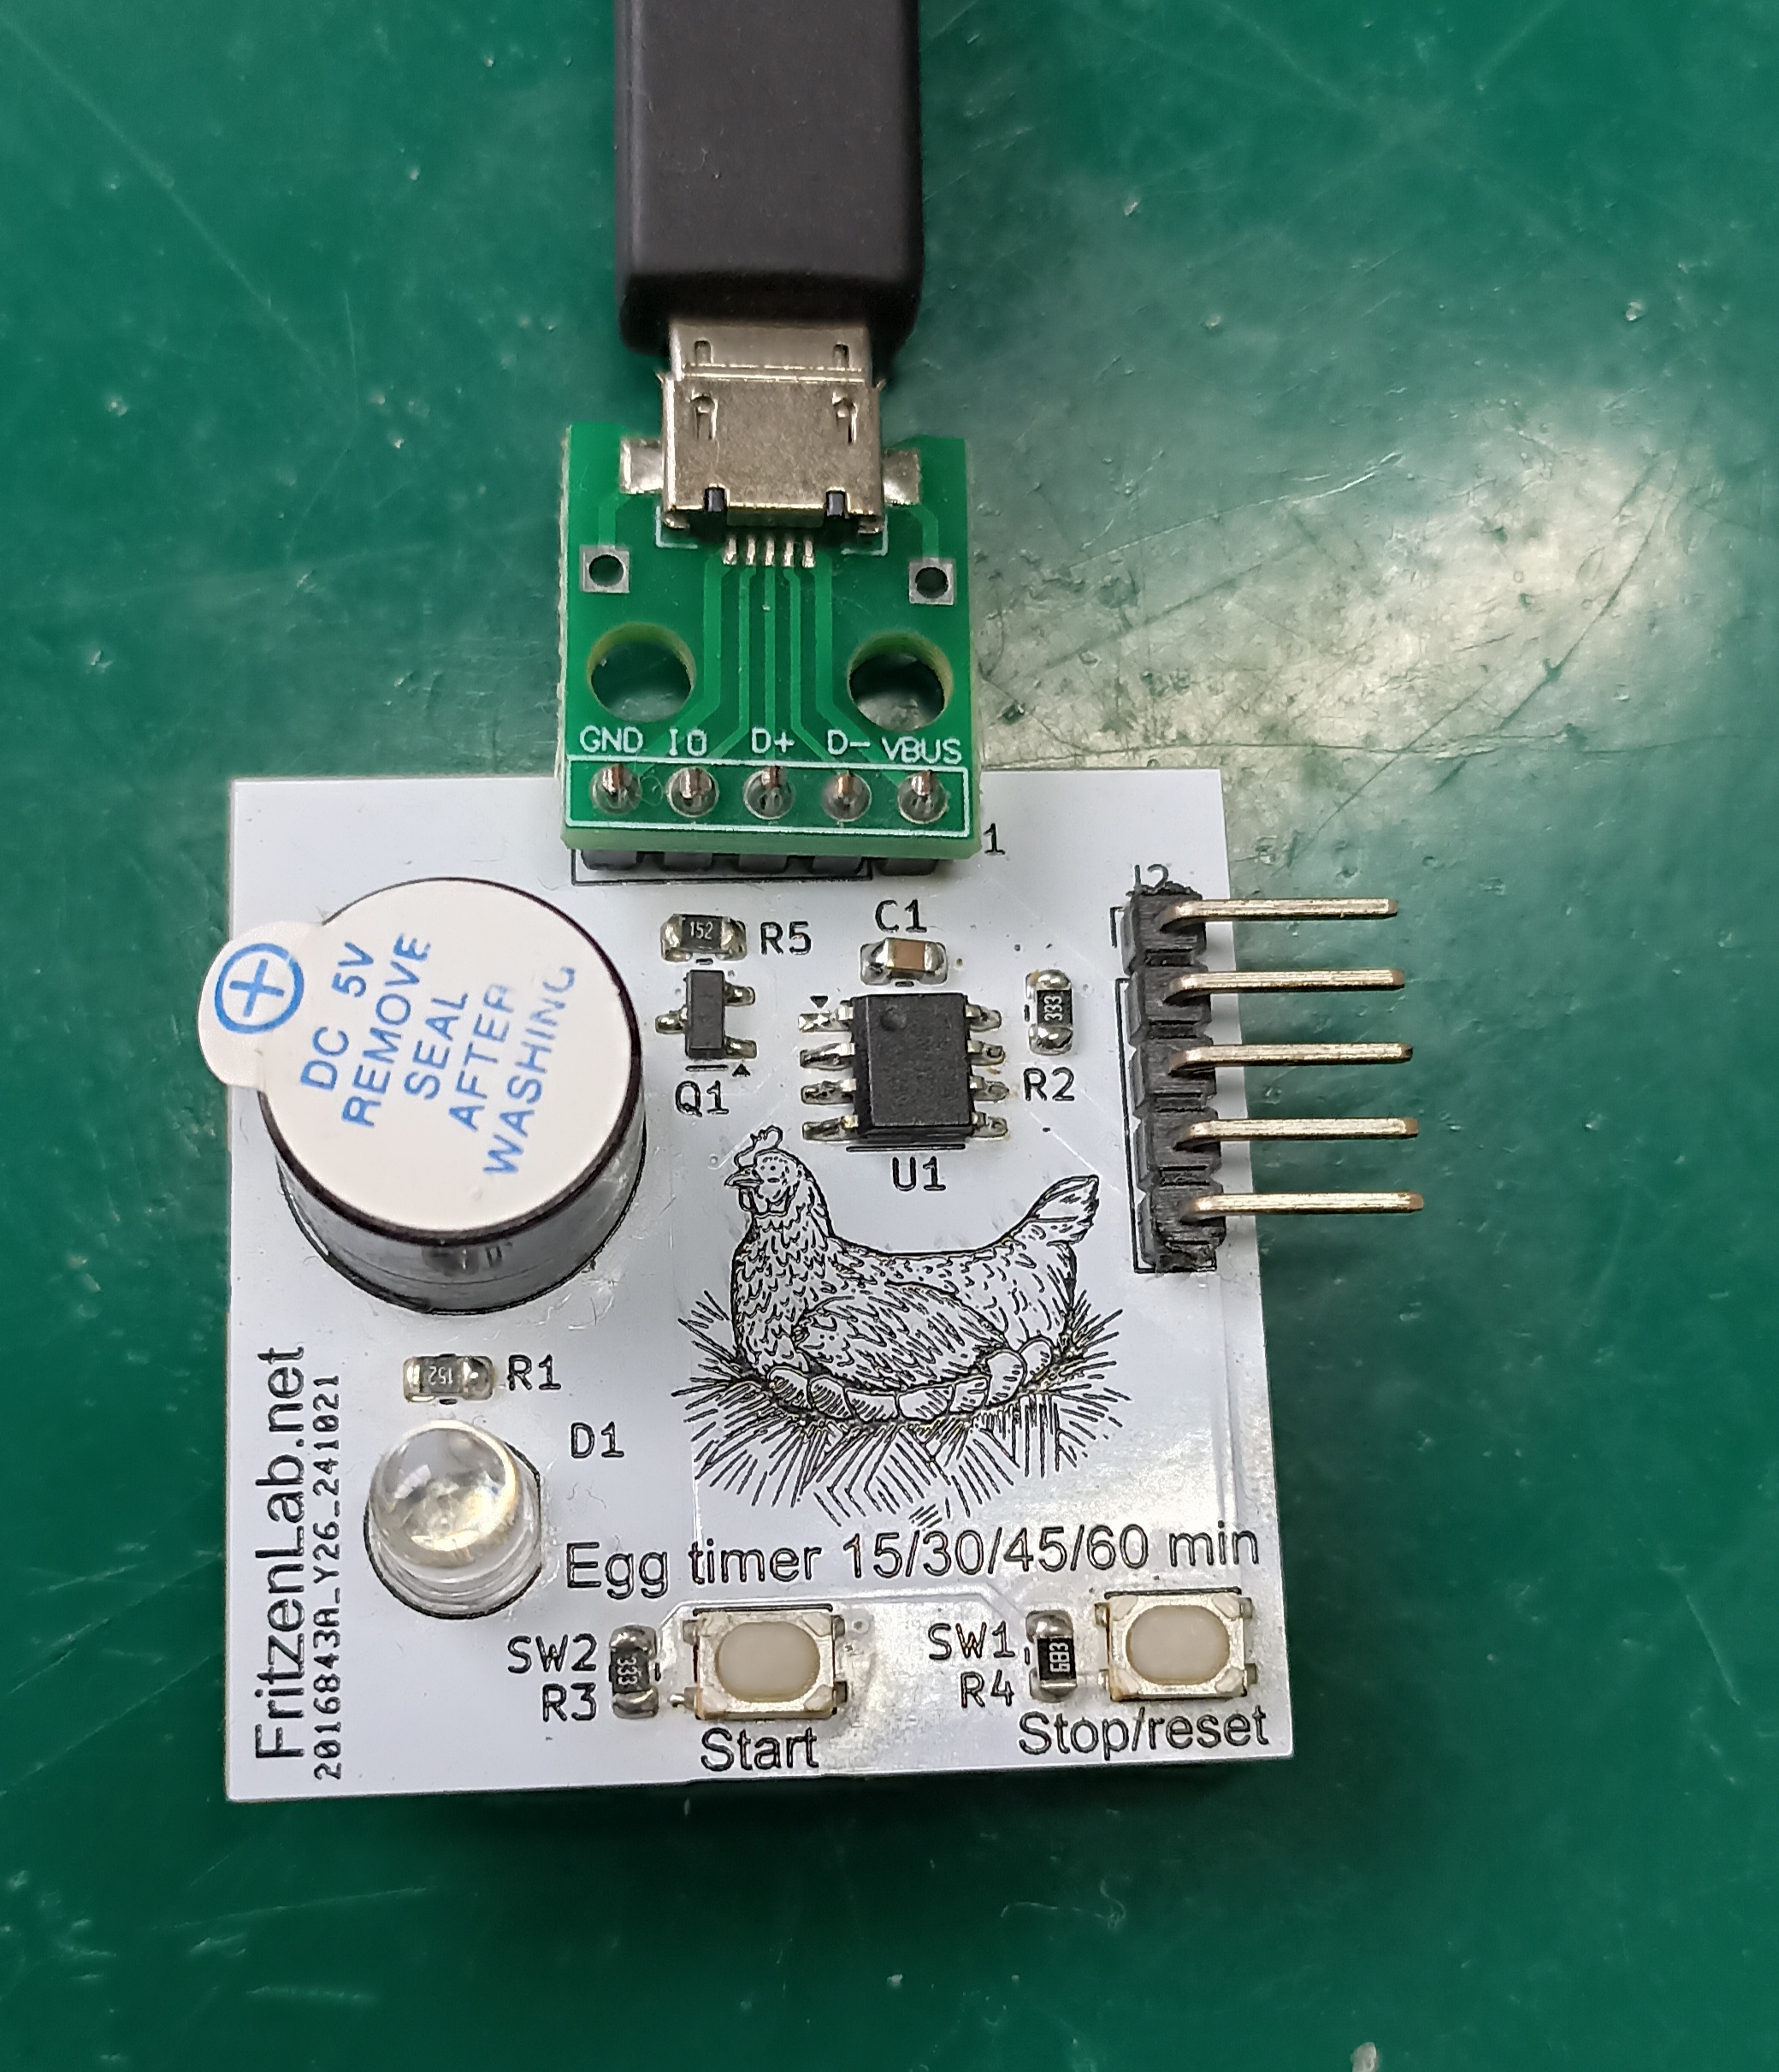 GND IO D+ D- VBUS
1
J2
DC 5V
REMOVE
SEAL
AFTER
WASHING
152 R5
C1
333
R2
Q1
U1
152 R1
D1
FritzenLab.net
2016843A_Y26_241021
Egg timer 15/30/45/60 min
SW2
R3
333
Start
SW1
R4
Stop/reset